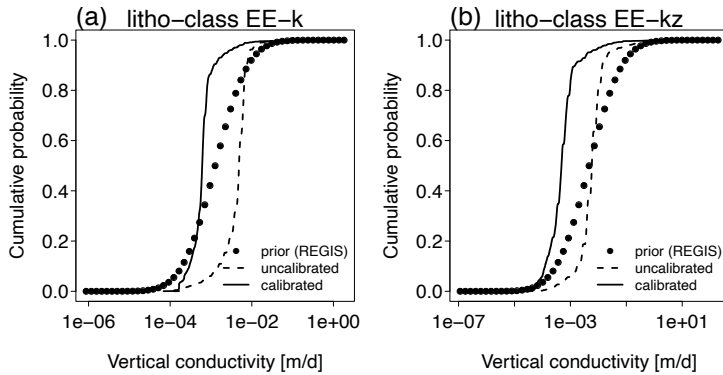 (a) litho-class EE-k
Cumulative probability
1.0
0.8
0.6
0.4
0.2
0.0
prior (REGIS)
uncalibrated
calibrated
1e-06 1e-04 1e-02 1e+00
Vertical conductivity [m/d]
(b) litho-class EE-kz
Cumulative probability
1.0
0.8
0.6
0.4
0.2
0.0
prior (REGIS)
uncalibrated
calibrated
1e-07 1e-03 1e+01
Vertical conductivity [m/d]